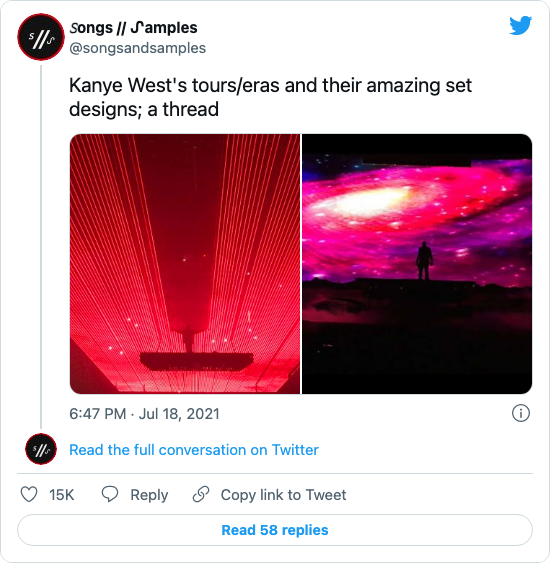 Songs // Samples
@songsandsamples
Kanye West's tours/eras and their amazing set
designs; a thread
6:47 PM · Jul 18, 2021
Read the full conversation on Twitter
15K
Reply
Copy link to Tweet
Read 58 replies